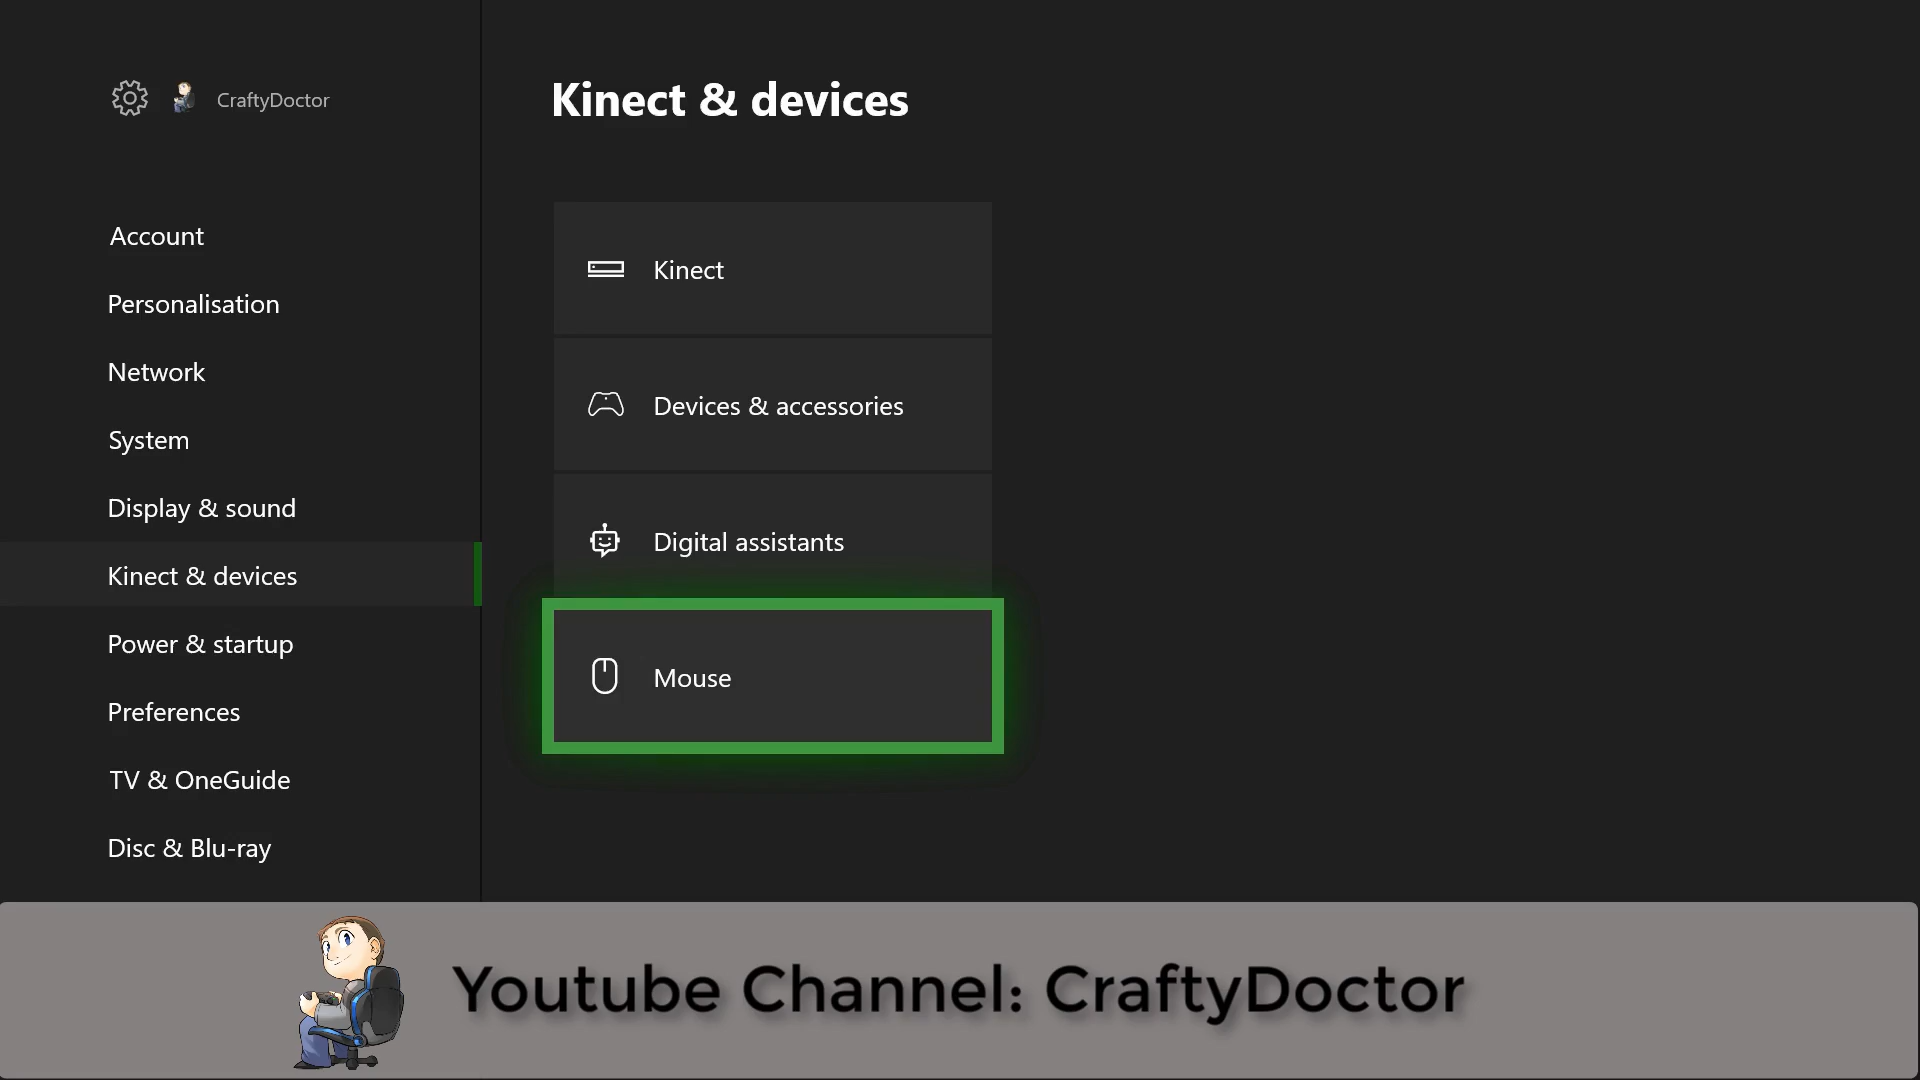 CraftyDoctor
Account
Personalisation
Network
System
Display & sound
Kinect & devices
Power & startup
Preferences
TV & OneGuide
Disc & Blu-ray
Kinect & devices
Kinect
Devices & accessories
Digital assistants
Mouse
Youtube Channel: CraftyDoctor